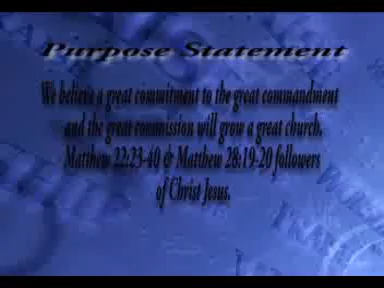 Purpose Statement
We believe a great commitment to the great commandment
and the great commission will grow a great church.
Matthew 22:23-40 & Matthew 28:19-20 followers
of Christ Jesus.